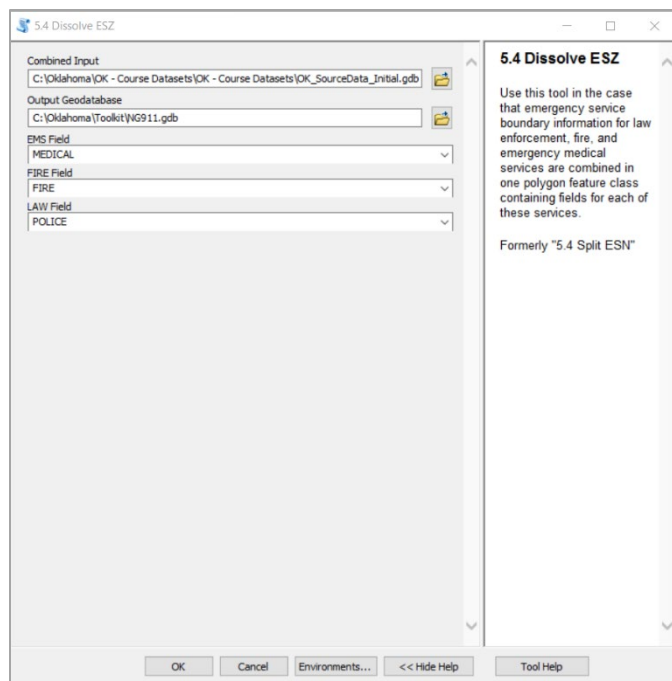 5.4 Dissolve ESZ
Combined Input
C:\Oklahoma\OK - Course Datasets\OK - Course Datasets\OK_SourceData_Initial.gdb
Output Geodatabase
C:\Oklahoma\Toolkit\NG911.gdb
EMS Field
MEDICAL
FIRE Field
FIRE
LAW Field
POLICE
5.4 Dissolve ESZ
Use this tool in the case
that emergency service
boundary information for law
enforcement, fire, and
emergency medical
services are combined in
one polygon feature class
containing fields for each of
these services.
Formerly "5.4 Split ESN"
OK
Cancel
Environments...
<< Hide Help
Tool Help